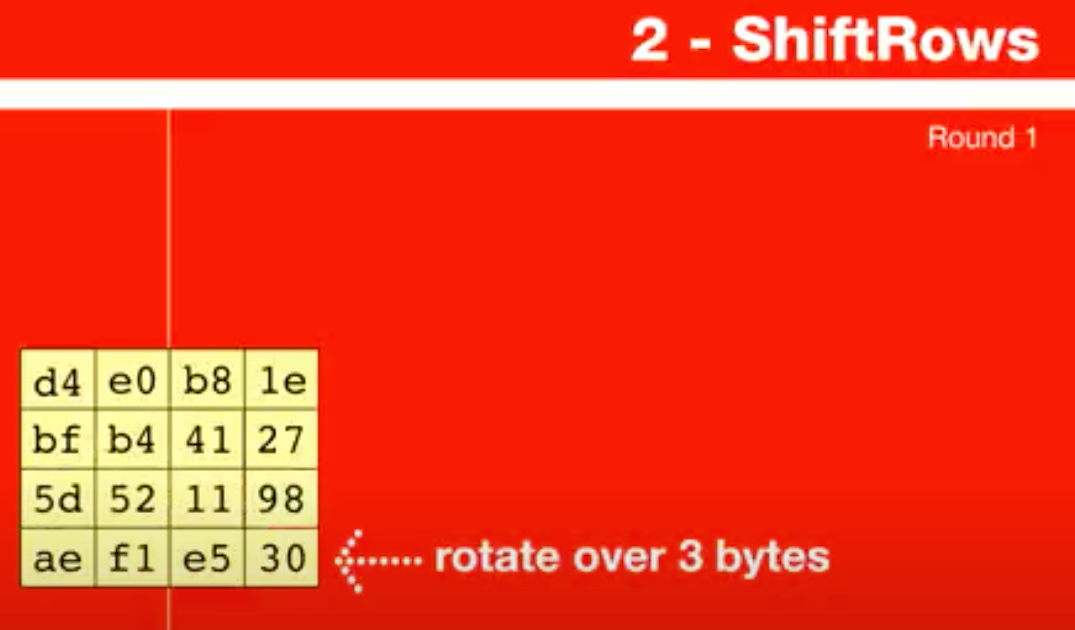 2 - ShiftRows
Round 1
d4 e0 b8 1e
bf b4 41 27
5d 52 11 98
ae f1 e5 30
rotate over 3 bytes